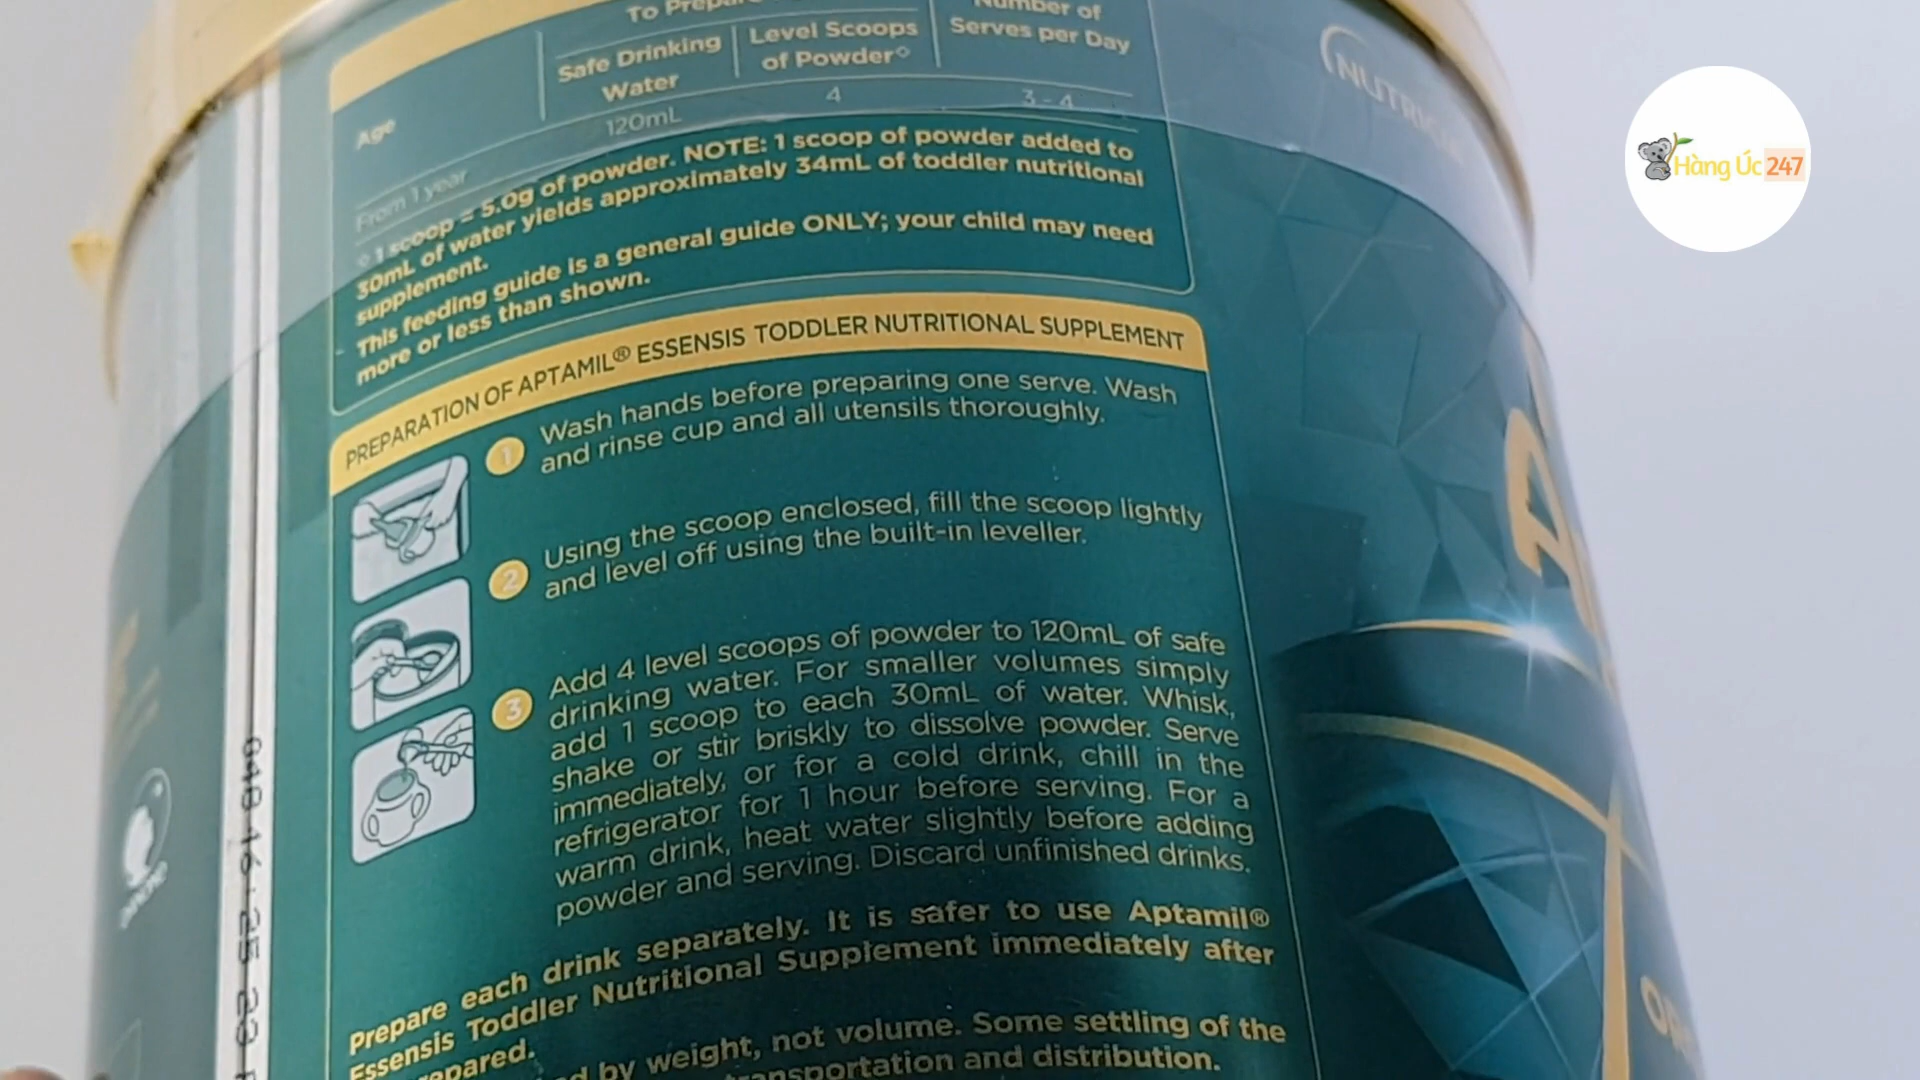 To Prepare
Number of
Safe Drinking
Level Scoops
Serves per Day
Water
of Powder◇
Age
120mL
4
3 - 4
From 1 year
◇ 1 scoop = 5.0g of powder. NOTE: 1 scoop of powder added to
30mL of water yields approximately 34mL of toddler nutritional
supplement.
This feeding guide is a general guide ONLY; your child may need
more or less than shown.
PREPARATION OF APTAMIL® ESSENSIS TODDLER NUTRITIONAL SUPPLEMENT
1 Wash hands before preparing one serve. Wash
and rinse cup and all utensils thoroughly.
2 Using the scoop enclosed, fill the scoop lightly
and level off using the built-in leveller.
3 Add 4 level scoops of powder to 120mL of safe
drinking water. For smaller volumes simply
add 1 scoop to each 30mL of water. Whisk,
shake or stir briskly to dissolve powder. Serve
immediately, or for a cold drink, chill in the
refrigerator for 1 hour before serving. For a
warm drink, heat water slightly before adding
powder and serving. Discard unfinished drinks.
Prepare each drink separately. It is safer to use Aptamil®
Essensis Toddler Nutritional Supplement immediately after
by weight, not volume. Some settling of the
transportation and distribution.
NUTRICIA
Hàng Úc 247
DANONE